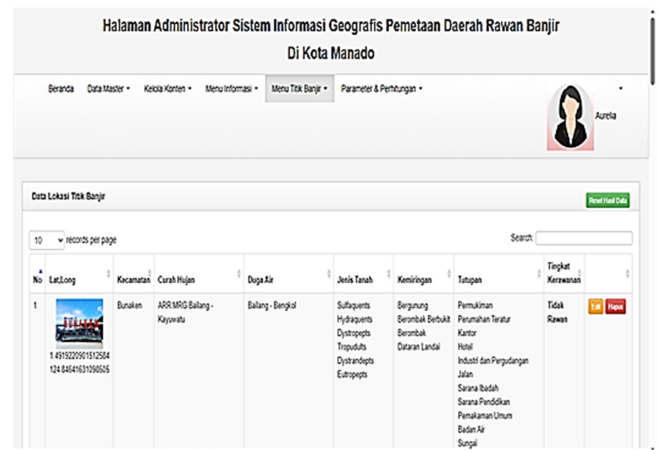 Halaman Administrator Sistem Informasi Geografis Pemetaan Daerah Rawan Banjir
Di Kota Manado
Beranda Data Master Kelola Konten Menu Informasi Menu Titik Banjir Parameter & Perhitungan
Aurelia
Data Lokasi Titik Banjir
Reset Hasil Data
10 records per page
Search:
No Lat,Long Kecamatan Curah Hujan Duga Air Jenis Tanah Kemiringan Tutupan Tingkat Kerawanan
1
1.4919220901512584
124.84641631098605
Bunaken
ARR MRG Bailang -
Kayuwatu
Bailang - Bengkol
Sulfaquents
Hydraquents
Dystropepts
Tropudults
Dystrandepts
Eutropepts
Bergunung
Berombak Berbukit
Berombak
Dataran Landai
Permukiman
Perumahan Teratur
Kantor
Hotel
Industri dan Pergudangan
Jalan
Sarana Ibadah
Sarana Pendidikan
Pemakaman Umum
Badan Air
Sungai
Tidak
Rawan
Edit Hapus